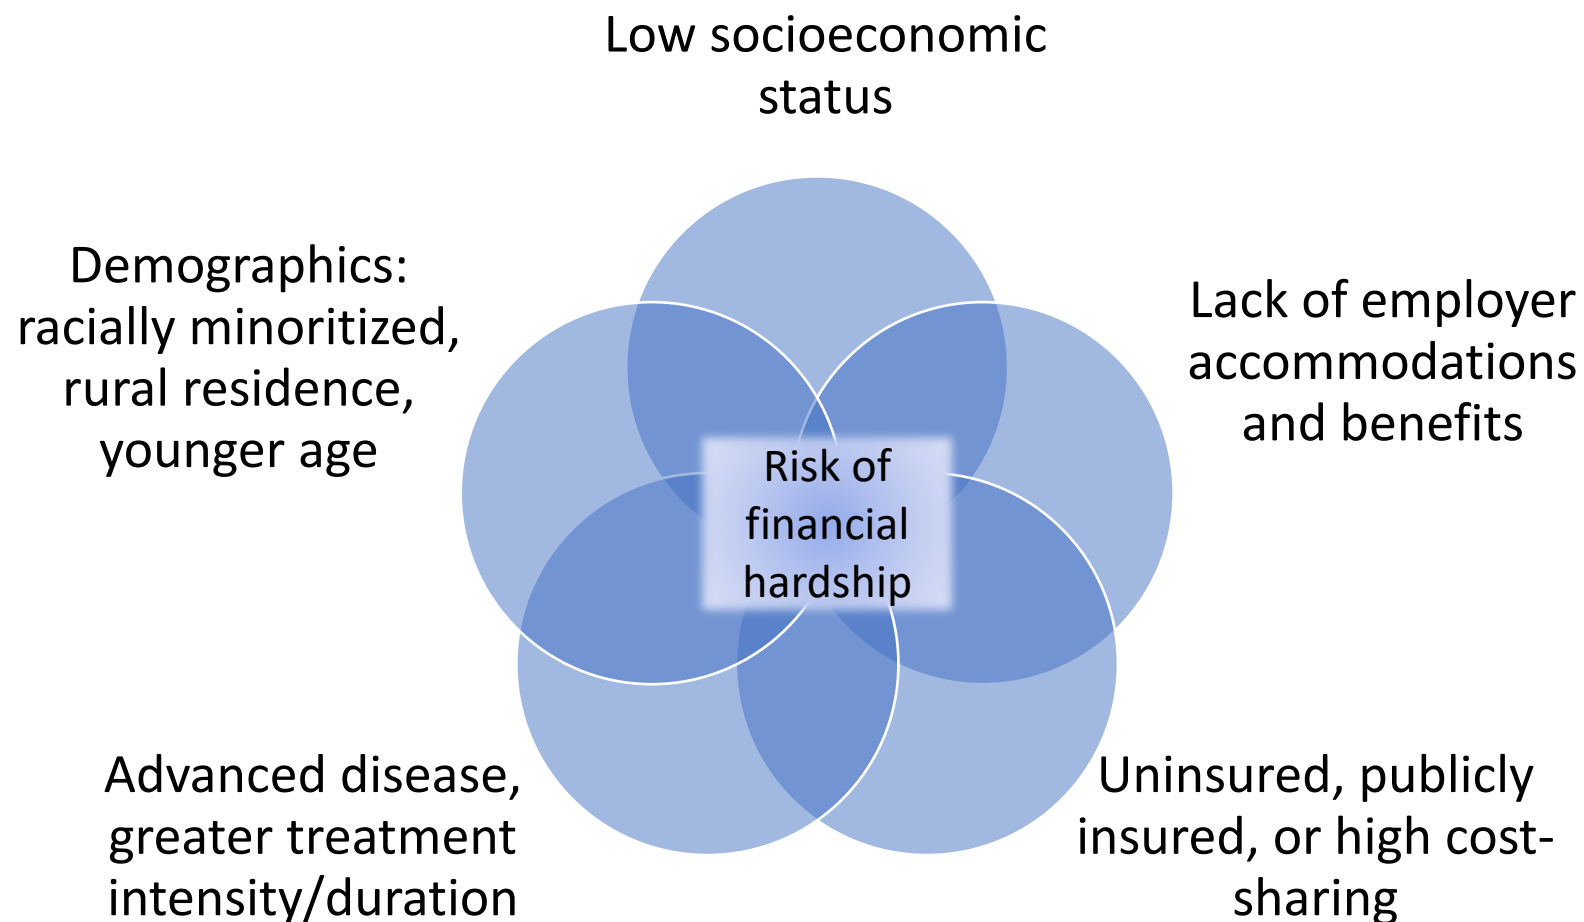 Low socioeconomic
status
Demographics:
racially minoritized,
rural residence,
younger age
Lack of employer
accommodations
and benefits
Risk of
financial
hardship
Advanced disease,
greater treatment
intensity/duration
Uninsured, publicly
insured, or high cost-
sharing